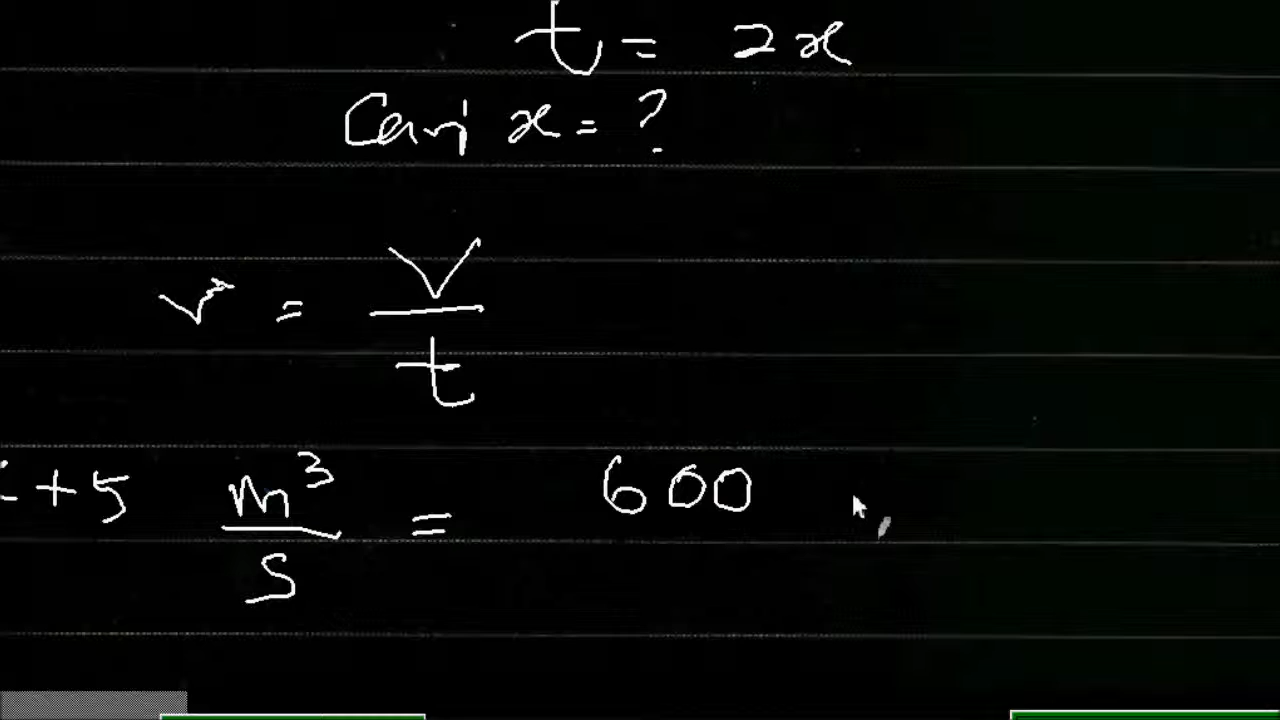 t = 2x
Cari x = ?
v = V
t
+5 m³ = 600
s